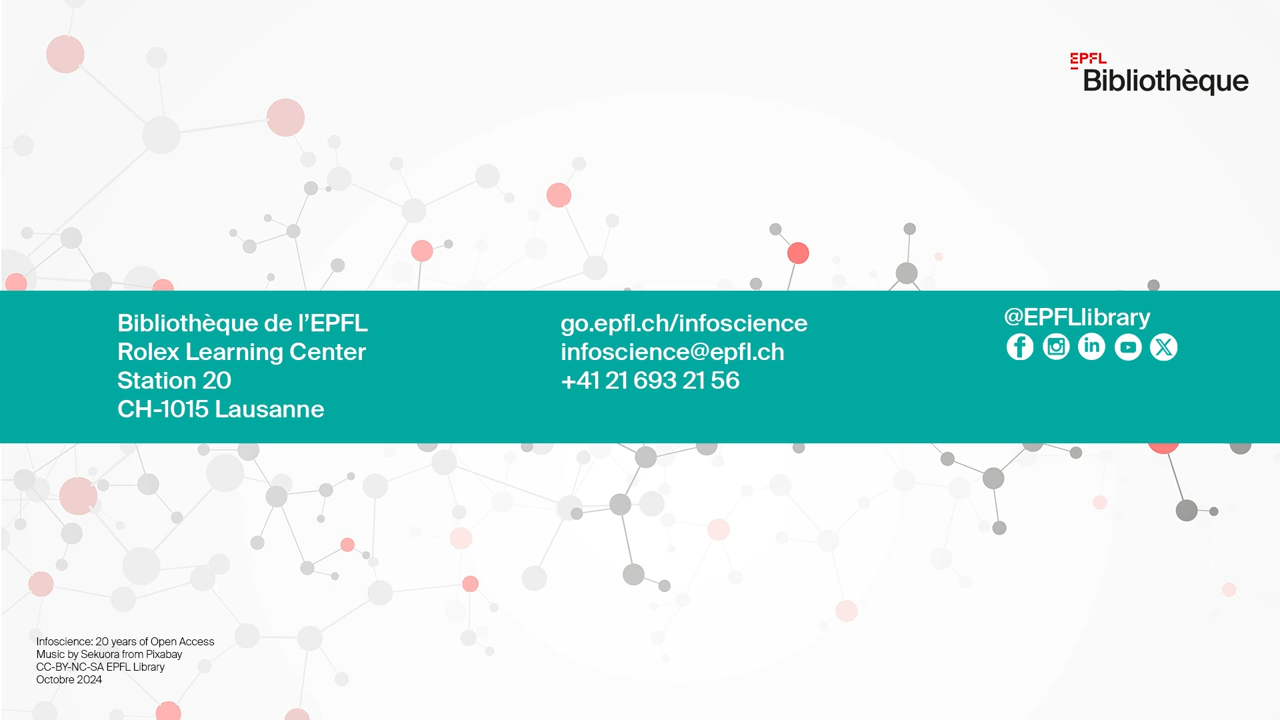 EPFL
Bibliothèque
Bibliothèque de l’EPFL
Rolex Learning Center
Station 20
CH-1015 Lausanne
go.epfl.ch/infoscience
infoscience@epfl.ch
+41 21 693 21 56
@EPFLlibrary
Infoscience: 20 years of Open Access
Music by Sekuora from Pixabay
CC-BY-NC-SA EPFL Library
Octobre 2024